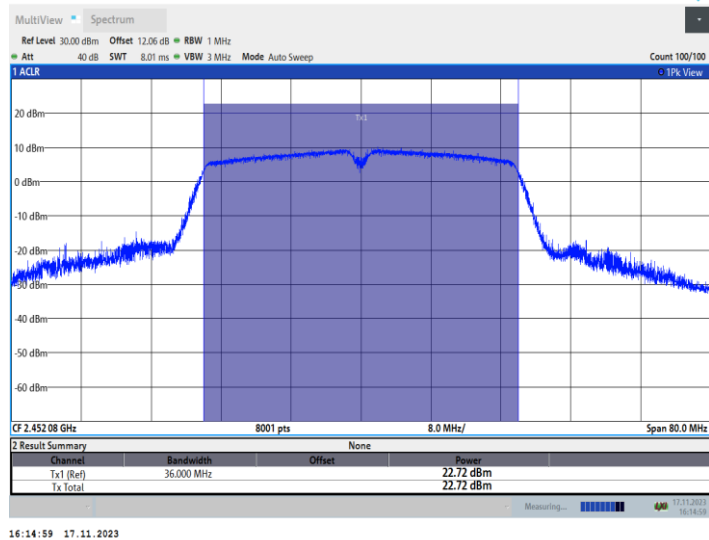 MultiView Spectrum
Ref Level 30.00 dBm Offset 12.06 dB RBW 1 MHz
Att 40 dB SWT 8.01 ms VBW 3 MHz Mode Auto Sweep Count 100/100
1 ACLR 1Pk View
Tx1
20 dBm
10 dBm
0 dBm
-10 dBm
-20 dBm
-30 dBm
-40 dBm
-50 dBm
-60 dBm
CF 2.452 08 GHz 8001 pts 8.0 MHz/ Span 80.0 MHz
2 Result Summary None
Channel Bandwidth Offset Power
Tx1 (Ref) 36.000 MHz 22.72 dBm
Tx Total 22.72 dBm
Measuring... 17.11.2023
16:14:59
16:14:59 17.11.2023